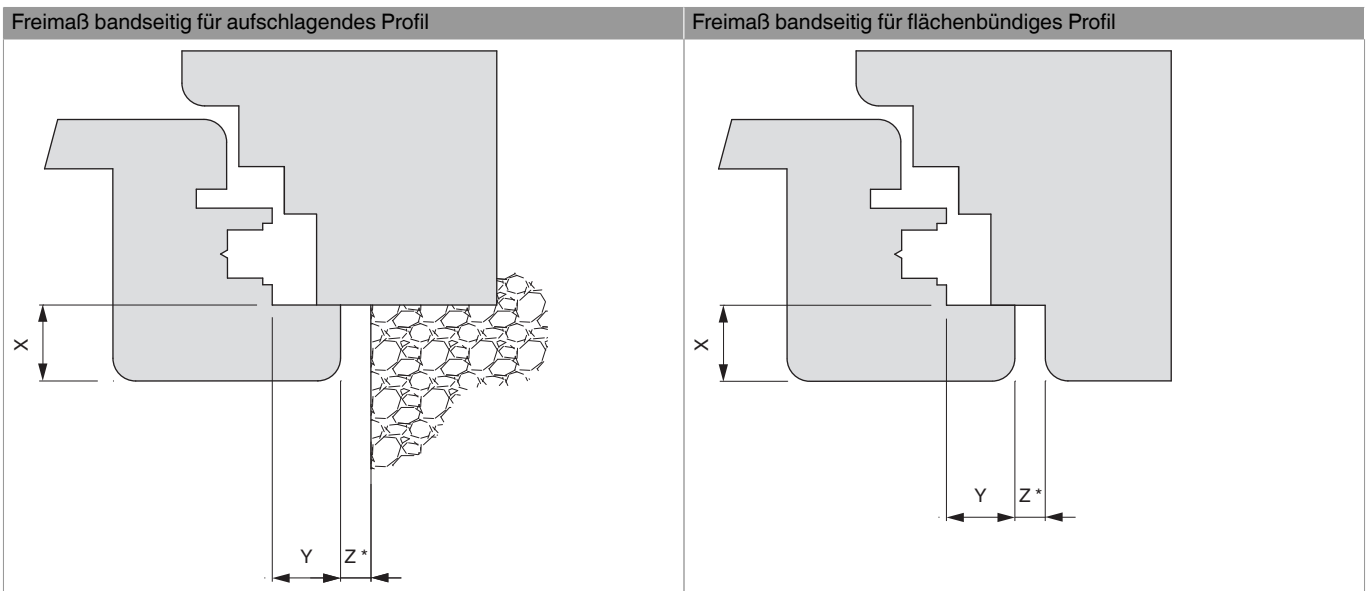 Freimaß bandseitig für aufschlagendes Profil
Freimaß bandseitig für flächenbündiges Profil
X
X
Y Z *
Y Z *